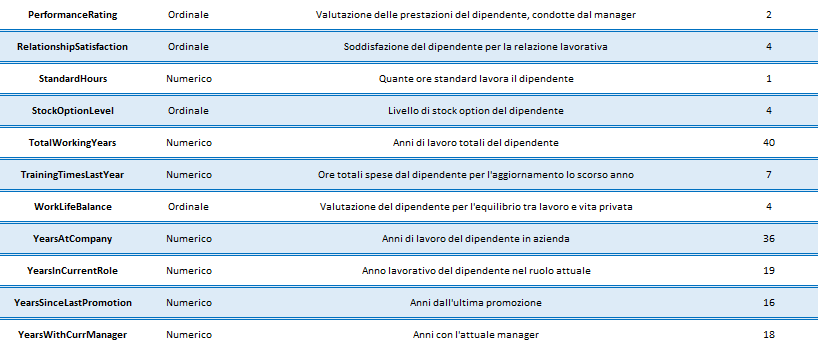 PerformanceRating Ordinale Valutazione delle prestazioni del dipendente, condotte dal manager 2
RelationshipSatisfaction Ordinale Soddisfazione del dipendente per la relazione lavorativa 4
StandardHours Numerico Quante ore standard lavora il dipendente 1
StockOptionLevel Ordinale Livello di stock option del dipendente 4
TotalWorkingYears Numerico Anni di lavoro totali del dipendente 40
TrainingTimesLastYear Numerico Ore totali spese dal dipendente per l'aggiornamento lo scorso anno 7
WorkLifeBalance Ordinale Valutazione del dipendente per l'equilibrio tra lavoro e vita privata 4
YearsAtCompany Numerico Anni di lavoro del dipendente in azienda 36
YearsInCurrentRole Numerico Anno lavorativo del dipendente nel ruolo attuale 19
YearsSinceLastPromotion Numerico Anni dall'ultima promozione 16
YearsWithCurrManager Numerico Anni con l'attuale manager 18